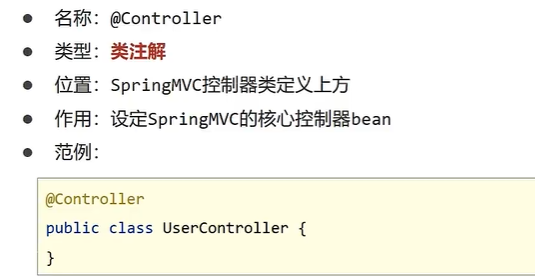 ● 名称：@Controller
● 类型：类注解
● 位置：SpringMVC控制器类定义上方
● 作用：设定SpringMVC的核心控制器bean
● 范例：
@Controller
public class UserController {
}